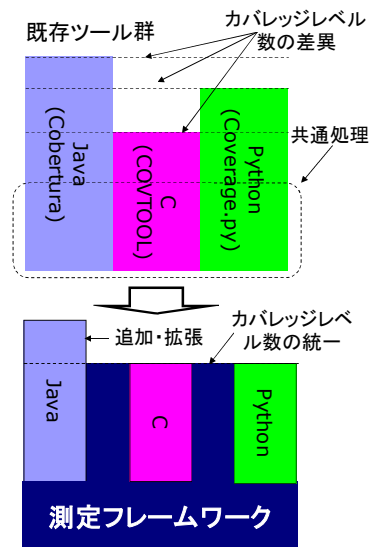 既存ツール群
カバレッジレベル
数の差異
共通処理
Java
(Cobertura)
C
(COVTOOL)
Python
(Coverage.py)
追加・拡張
カバレッジレベ
ル数の統一
Java
C
Python
測定フレームワーク